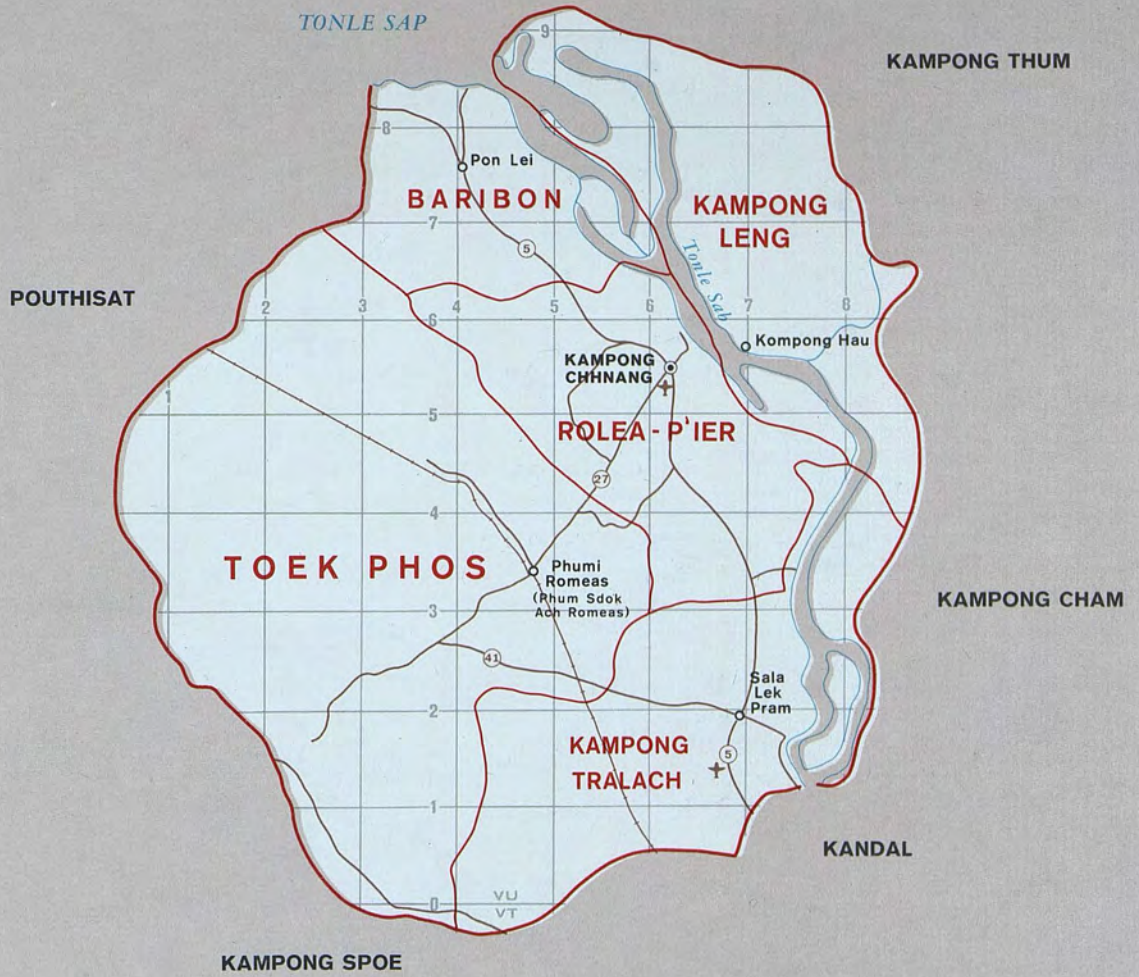 TONLE SAP
9
KAMPONG THUM
8
Pon Lei
BARIBON
KAMPONG
LENG
7
5
Tonle Sab
POUTHISAT
2
3
4
5
6
7
8
6
Kompong Hau
KAMPONG
CHHNANG
1
5
ROLEA - P'IER
27
4
TOEK PHOS
Phumi
Romeas
(Phum Sdok
Ach Romeas)
KAMPONG CHAM
3
41
Sala
Lek
Pram
2
KAMPONG
TRALACH
5
1
KANDAL
VU
0
VT
KAMPONG SPOE